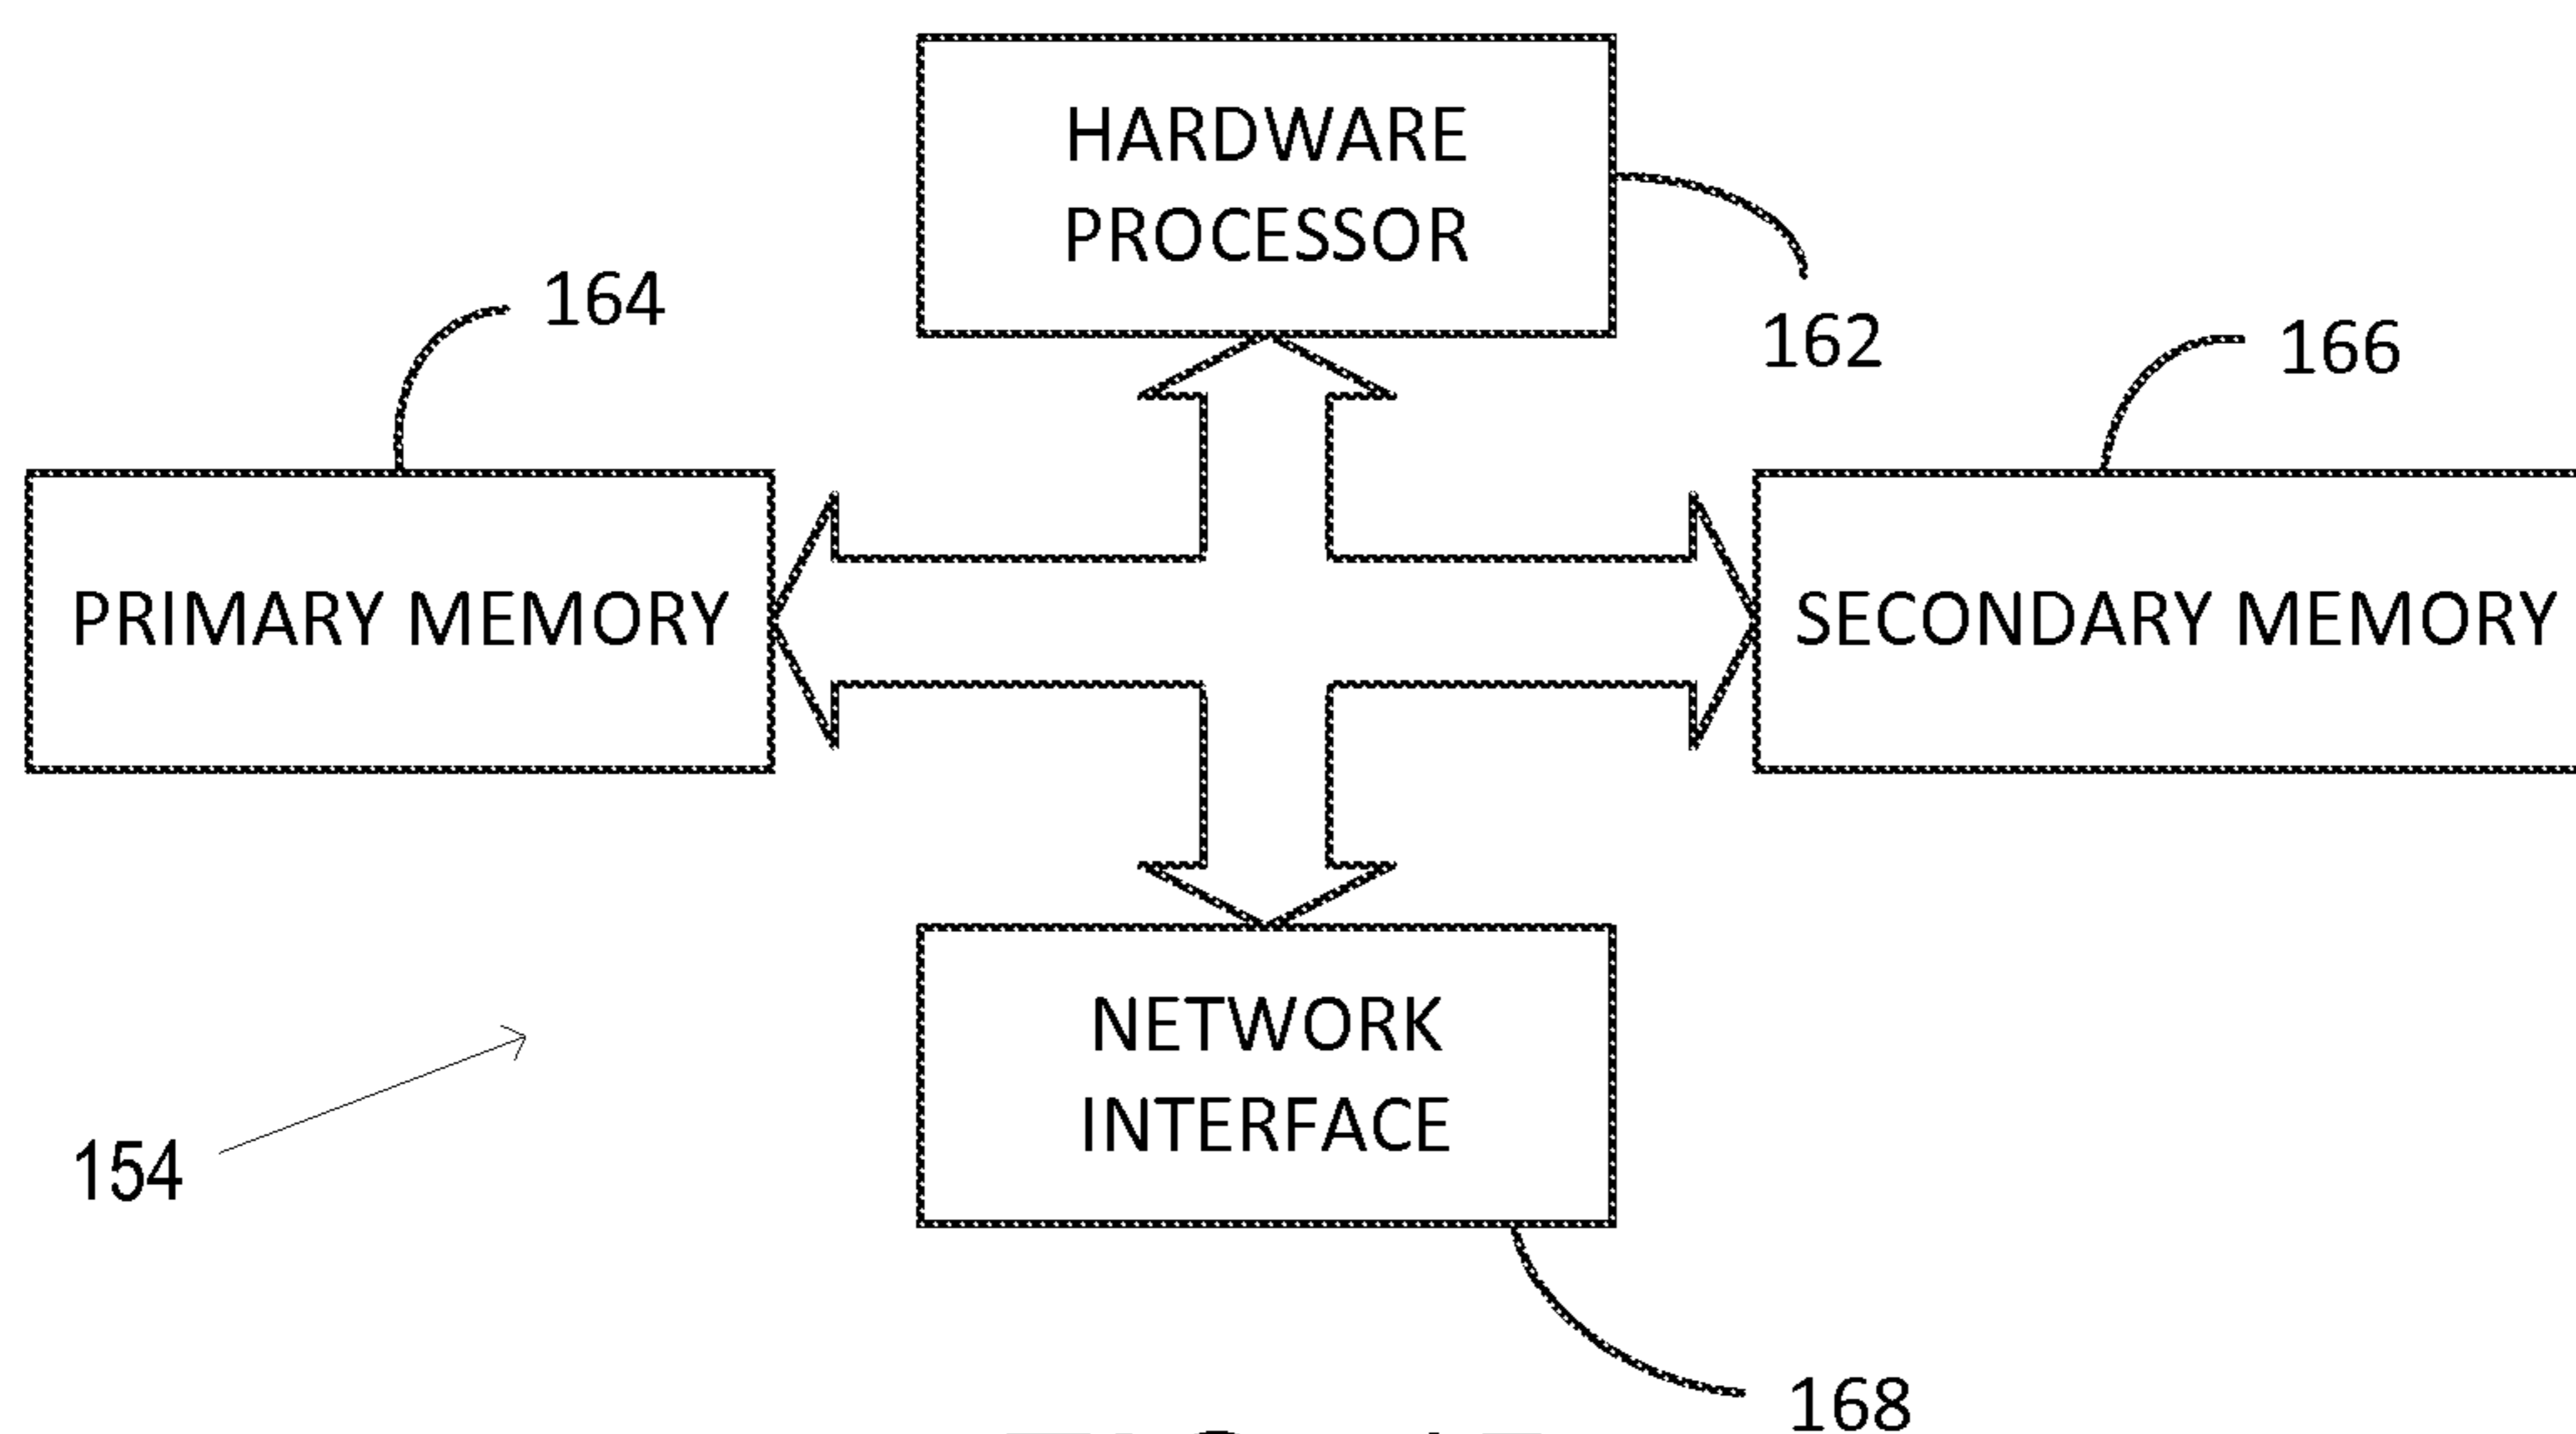 HARDWARE
PROCESSOR
164
162
166
PRIMARY MEMORY
SECONDARY MEMORY
NETWORK
INTERFACE
154
168